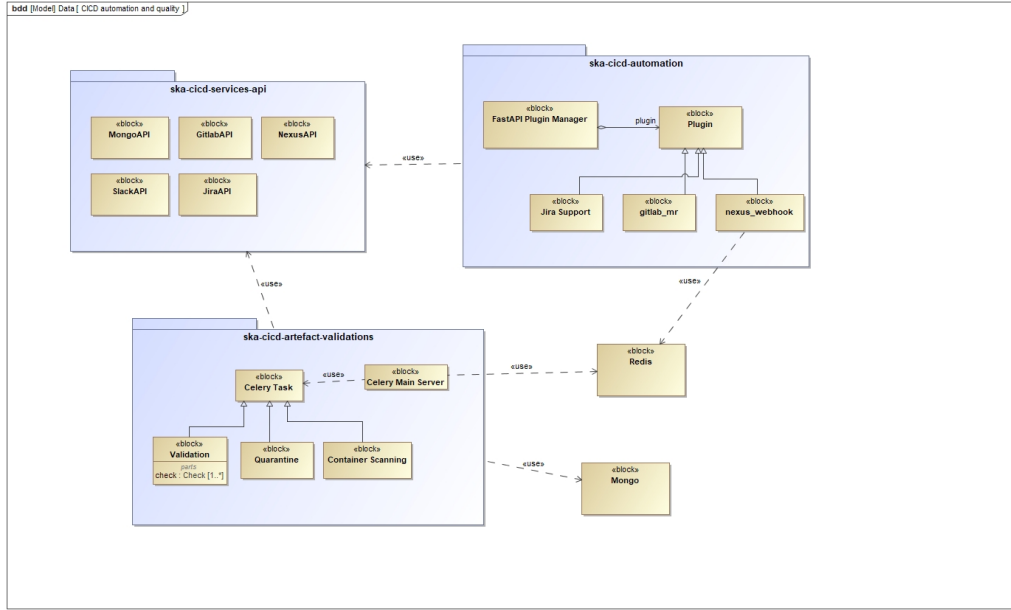 bdd [Model] Data [ CICD automation and quality ]
ska-cicd-services-api
«block»
MongoAPI
«block»
GitlabAPI
«block»
NexusAPI
«block»
SlackAPI
«block»
JiraAPI
«use»
ska-cicd-automation
«block»
FastAPI Plugin Manager
plugin
«block»
Plugin
«block»
Jira Support
«block»
gitlab_mr
«block»
nexus_webhook
«use»
«use»
ska-cicd-artefact-validations
«block»
Celery Task
«use»
«block»
Celery Main Server
«use»
«block»
Redis
«block»
Validation
parts
check : Check [1..*]
«block»
Quarantine
«block»
Container Scanning
«use»
«block»
Mongo